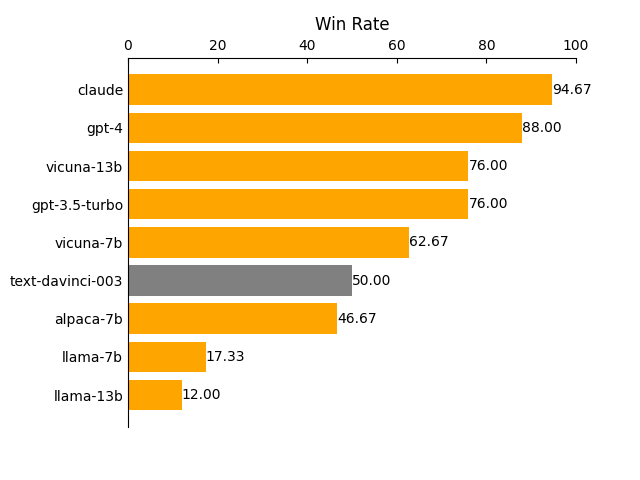 Win Rate
0 20 40 60 80 100
claude 94.67
gpt-4 88.00
vicuna-13b 76.00
gpt-3.5-turbo 76.00
vicuna-7b 62.67
text-davinci-003 50.00
alpaca-7b 46.67
llama-7b 17.33
llama-13b 12.00